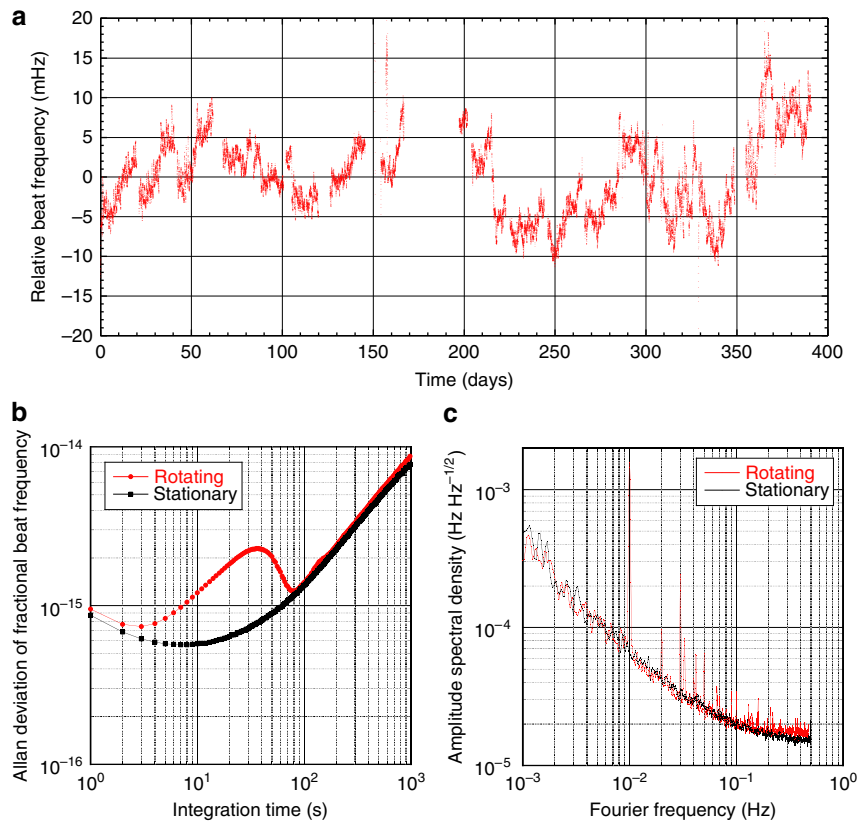 a
Relative beat frequency (mHz)
20
15
10
5
0
−5
−10
−15
−20
0 50 100 150 200 250 300 350 400
Time (days)
b
Allan deviation of fractional beat frequency
10⁻¹⁴
10⁻¹⁵
10⁻¹⁶
Rotating
Stationary
10⁰ 10¹ 10² 10³
Integration time (s)
c
Amplitude spectral density (Hz Hz⁻¹/²)
10⁻³
10⁻⁴
10⁻⁵
Rotating
Stationary
10⁻³ 10⁻² 10⁻¹ 10⁰
Fourier frequency (Hz)